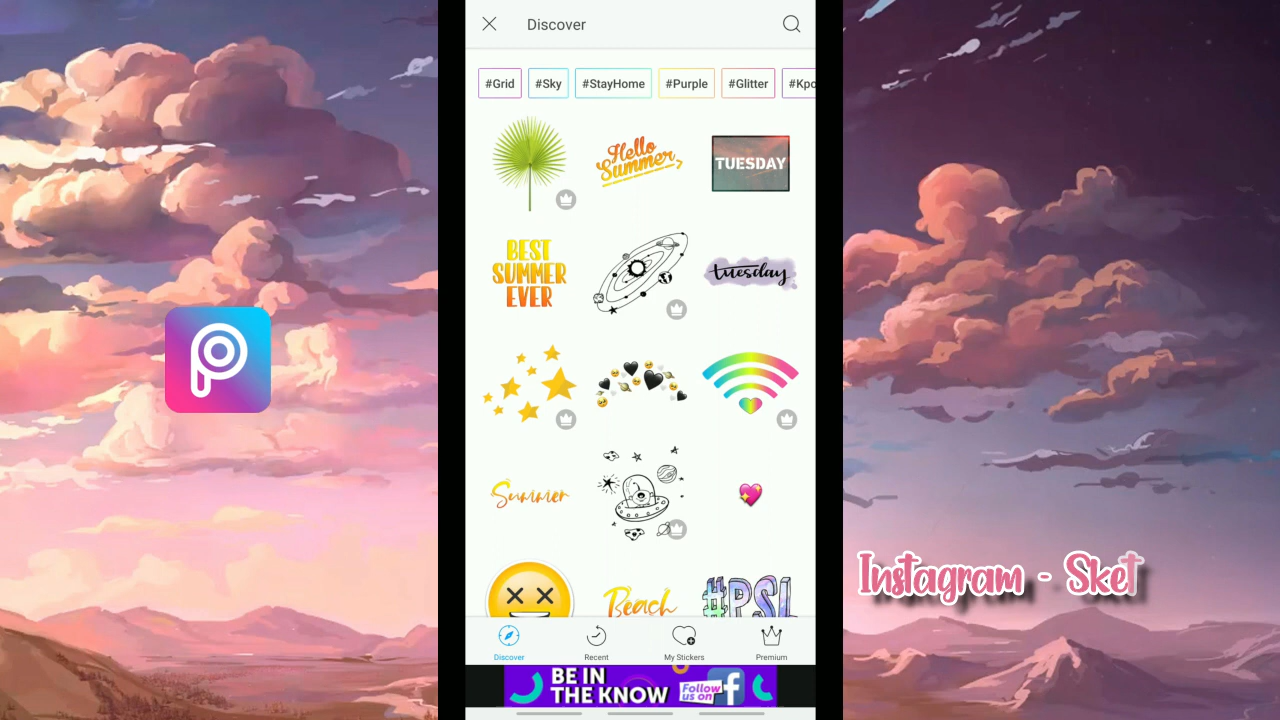 Discover
#Grid #Sky #StayHome #Purple #Glitter #Kpo
Hello
Summer
TUESDAY
BEST
SUMMER
EVER
tuesday
Summer
Beach
#PSL
Instagram - Sket
Discover Recent My Stickers Premium
BE IN
THE KNOW
Follow
us on